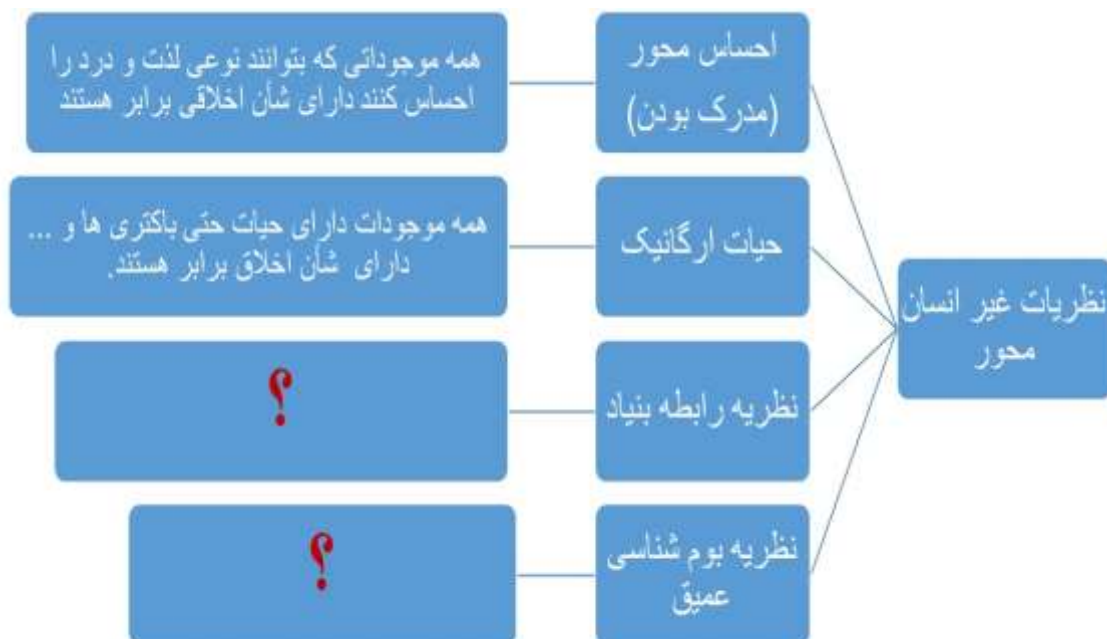 نظریات غیر انسان
محور
احساس محور
(مدرک بودن)
همه موجوداتی که بتوانند نوعی لذت و درد را
احساس کنند دارای شأن اخلاقی برابر هستند
حیات ارگانیک
همه موجودات دارای حیات حتی باکتری ها و ...
دارای شأن اخلاق برابر هستند.
نظریه رابطه بنیاد
؟
نظریه بوم شناسی
عمیق
؟